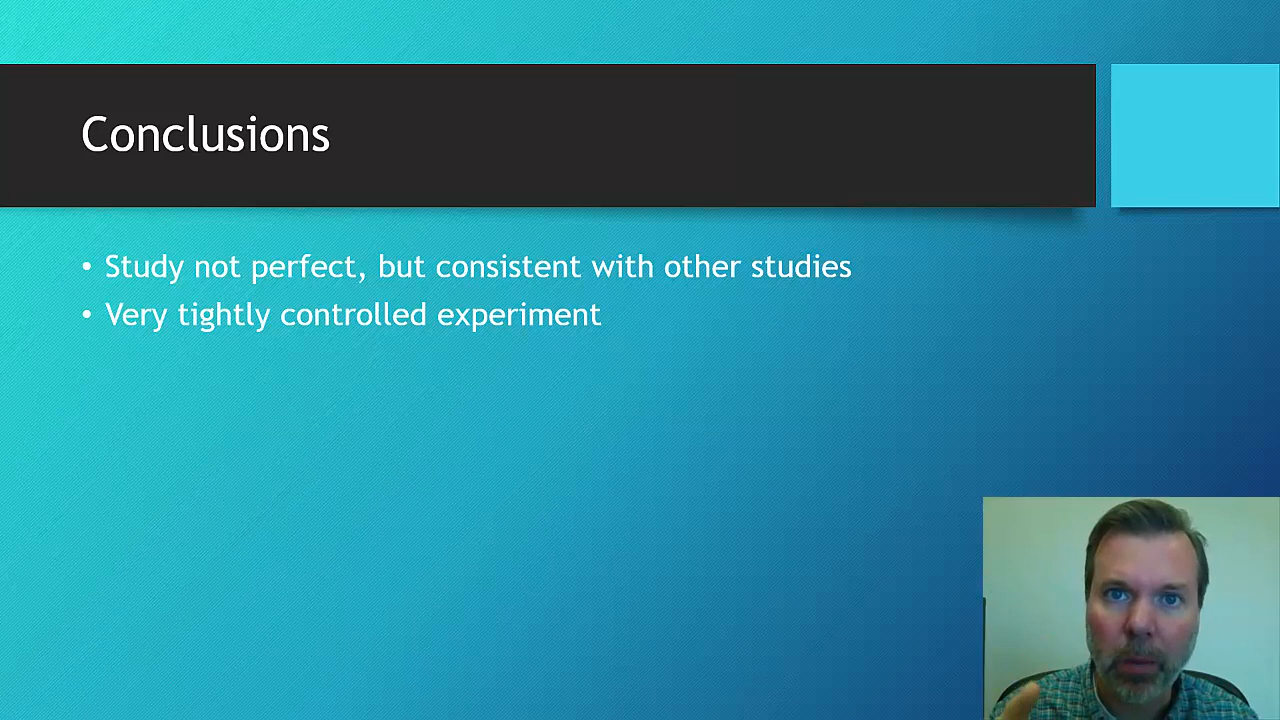 Conclusions
• Study not perfect, but consistent with other studies
• Very tightly controlled experiment